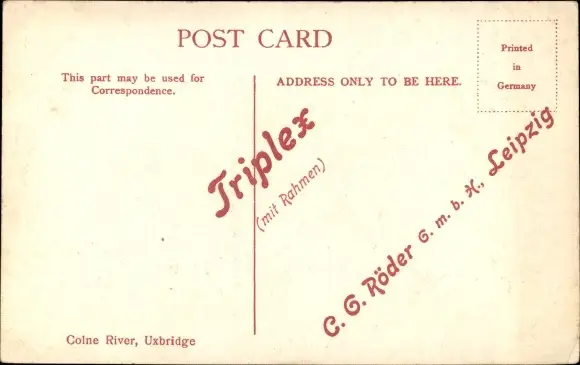 POST CARD
Printed
in
Germany
This part may be used for
Correspondence.
ADDRESS ONLY TO BE HERE.
Triplex
(mit Rahmen)
C. G. Röder G. m. b. H., Leipzig
Colne River, Uxbridge